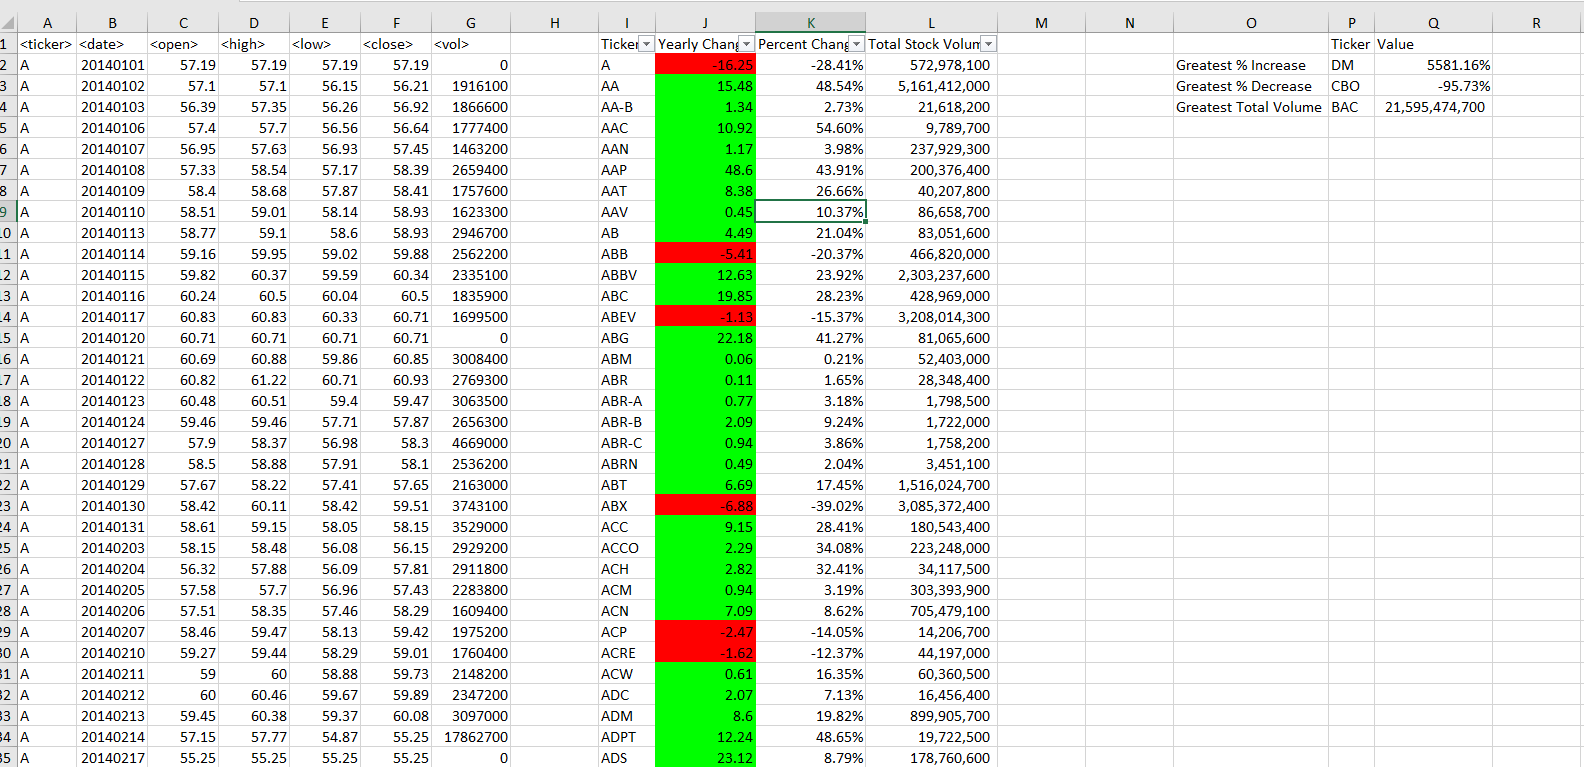 A B C D E F G H I J K L M N O P Q R
1 <ticker> <date> <open> <high> <low> <close> <vol> Ticker Yearly Chang Percent Chang Total Stock Volum Ticker Value
2 A 20140101 57.19 57.19 57.19 57.19 0 A -16.25 -28.41% 572,978,100 Greatest % Increase DM 5581.16%
3 A 20140102 57.1 57.1 56.15 56.21 1916100 AA 15.48 48.54% 5,161,412,000 Greatest % Decrease CBO -95.73%
4 A 20140103 56.39 57.35 56.26 56.92 1866600 AA-B 1.34 2.73% 21,618,200 Greatest Total Volume BAC 21,595,474,700
5 A 20140106 57.4 57.7 56.56 56.64 1777400 AAC 10.92 54.60% 9,789,700
6 A 20140107 56.95 57.63 56.93 57.45 1463200 AAN 1.17 3.98% 237,929,300
7 A 20140108 57.33 58.54 57.17 58.39 2659400 AAP 48.6 43.91% 200,376,400
8 A 20140109 58.4 58.68 57.87 58.41 1757600 AAT 8.38 26.66% 40,207,800
9 A 20140110 58.51 59.01 58.14 58.93 1623300 AAV 0.45 10.37% 86,658,700
10 A 20140113 58.77 59.1 58.6 58.93 2946700 AB 4.49 21.04% 83,051,600
11 A 20140114 59.16 59.95 59.02 59.88 2562200 ABB -5.41 -20.37% 466,820,000
12 A 20140115 59.82 60.37 59.59 60.34 2335100 ABBV 12.63 23.92% 2,303,237,600
13 A 20140116 60.24 60.5 60.04 60.5 1835900 ABC 19.85 28.23% 428,969,000
14 A 20140117 60.83 60.83 60.33 60.71 1699500 ABEV -1.13 -15.37% 3,208,014,300
15 A 20140120 60.71 60.71 60.71 60.71 0 ABG 22.18 41.27% 81,065,600
16 A 20140121 60.69 60.88 59.86 60.85 3008400 ABM 0.06 0.21% 52,403,000
17 A 20140122 60.82 61.22 60.71 60.93 2769300 ABR 0.11 1.65% 28,348,400
18 A 20140123 60.48 60.51 59.4 59.47 3063500 ABR-A 0.77 3.18% 1,798,500
19 A 20140124 59.46 59.46 57.71 57.87 2656300 ABR-B 2.09 9.24% 1,722,000
20 A 20140127 57.9 58.37 56.98 58.3 4669000 ABR-C 0.94 3.86% 1,758,200
21 A 20140128 58.5 58.88 57.91 58.1 2536200 ABRN 0.49 2.04% 3,451,100
22 A 20140129 57.67 58.22 57.41 57.65 2163000 ABT 6.69 17.45% 1,516,024,700
23 A 20140130 58.42 60.11 58.42 59.51 3743100 ABX -6.88 -39.02% 3,085,372,400
24 A 20140131 58.61 59.15 58.05 58.15 3529000 ACC 9.15 28.41% 180,543,400
25 A 20140203 58.15 58.48 56.08 56.15 2929200 ACCO 2.29 34.08% 223,248,000
26 A 20140204 56.32 57.88 56.09 57.81 2911800 ACH 2.82 32.41% 34,117,500
27 A 20140205 57.58 57.7 56.96 57.43 2283800 ACM 0.94 3.19% 303,393,900
28 A 20140206 57.51 58.35 57.46 58.29 1609400 ACN 7.09 8.62% 705,479,100
29 A 20140207 58.46 59.47 58.13 59.42 1975200 ACP -2.47 -14.05% 14,206,700
30 A 20140210 59.27 59.44 58.29 59.01 1760400 ACRE -1.62 -12.37% 44,197,000
31 A 20140211 59 60 58.88 59.73 2148200 ACW 0.61 16.35% 60,360,500
32 A 20140212 60 60.46 59.67 59.89 2347200 ADC 2.07 7.13% 16,456,400
33 A 20140213 59.45 60.38 59.37 60.08 3097000 ADM 8.6 19.82% 899,905,700
34 A 20140214 57.15 57.77 54.87 55.25 17862700 ADPT 12.24 48.65% 19,722,500
35 A 20140217 55.25 55.25 55.25 55.25 0 ADS 23.12 8.79% 178,760,600